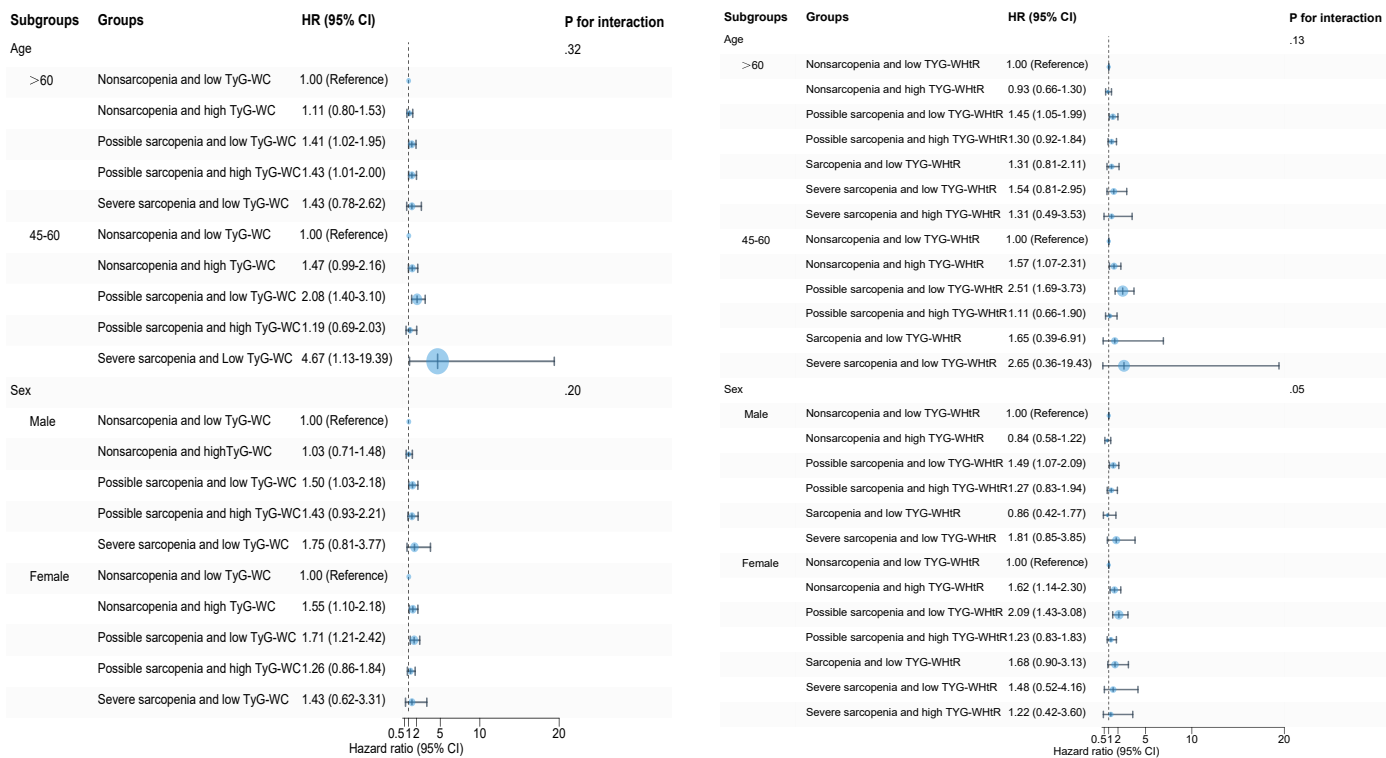 Subgroups Groups HR (95% CI) P for interaction
Age .32
>60 Nonsarcopenia and low TyG-WC 1.00 (Reference)
Nonsarcopenia and high TyG-WC 1.11 (0.80-1.53)
Possible sarcopenia and low TyG-WC 1.41 (1.02-1.95)
Possible sarcopenia and high TyG-WC 1.43 (1.01-2.00)
Severe sarcopenia and low TyG-WC 1.43 (0.78-2.62)
45-60 Nonsarcopenia and low TyG-WC 1.00 (Reference)
Nonsarcopenia and high TyG-WC 1.47 (0.99-2.16)
Possible sarcopenia and low TyG-WC 2.08 (1.40-3.10)
Possible sarcopenia and high TyG-WC 1.19 (0.69-2.03)
Severe sarcopenia and Low TyG-WC 4.67 (1.13-19.39)
Sex .20
Male Nonsarcopenia and low TyG-WC 1.00 (Reference)
Nonsarcopenia and highTyG-WC 1.03 (0.71-1.48)
Possible sarcopenia and low TyG-WC 1.50 (1.03-2.18)
Possible sarcopenia and high TyG-WC 1.43 (0.93-2.21)
Severe sarcopenia and low TyG-WC 1.75 (0.81-3.77)
Female Nonsarcopenia and low TyG-WC 1.00 (Reference)
Nonsarcopenia and high TyG-WC 1.55 (1.10-2.18)
Possible sarcopenia and low TyG-WC 1.71 (1.21-2.42)
Possible sarcopenia and high TyG-WC 1.26 (0.86-1.84)
Severe sarcopenia and low TyG-WC 1.43 (0.62-3.31)
0.5 1 2 5 10 20
Hazard ratio (95% CI)
Subgroups Groups HR (95% CI) P for interaction
Age .13
>60 Nonsarcopenia and low TYG-WHtR 1.00 (Reference)
Nonsarcopenia and high TYG-WHtR 0.93 (0.66-1.30)
Possible sarcopenia and low TYG-WHtR 1.45 (1.05-1.99)
Possible sarcopenia and high TYG-WHtR 1.30 (0.92-1.84)
Sarcopenia and low TYG-WHtR 1.31 (0.81-2.11)
Severe sarcopenia and low TYG-WHtR 1.54 (0.81-2.95)
Severe sarcopenia and high TYG-WHtR 1.31 (0.49-3.53)
45-60 Nonsarcopenia and low TYG-WHtR 1.00 (Reference)
Nonsarcopenia and high TYG-WHtR 1.57 (1.07-2.31)
Possible sarcopenia and low TYG-WHtR 2.51 (1.69-3.73)
Possible sarcopenia and high TYG-WHtR 1.11 (0.66-1.90)
Sarcopenia and low TYG-WHtR 1.65 (0.39-6.91)
Severe sarcopenia and low TYG-WHtR 2.65 (0.36-19.43)
Sex .05
Male Nonsarcopenia and low TYG-WHtR 1.00 (Reference)
Nonsarcopenia and high TYG-WHtR 0.84 (0.58-1.22)
Possible sarcopenia and low TYG-WHtR 1.49 (1.07-2.09)
Possible sarcopenia and high TYG-WHtR 1.27 (0.83-1.94)
Sarcopenia and low TYG-WHtR 0.86 (0.42-1.77)
Severe sarcopenia and low TYG-WHtR 1.81 (0.85-3.85)
Female Nonsarcopenia and low TYG-WHtR 1.00 (Reference)
Nonsarcopenia and high TYG-WHtR 1.62 (1.14-2.30)
Possible sarcopenia and low TYG-WHtR 2.09 (1.43-3.08)
Possible sarcopenia and high TYG-WHtR 1.23 (0.83-1.83)
Sarcopenia and low TYG-WHtR 1.68 (0.90-3.13)
Severe sarcopenia and low TYG-WHtR 1.48 (0.52-4.16)
Severe sarcopenia and high TYG-WHtR 1.22 (0.42-3.60)
0.5 1 2 5 10 20
Hazard ratio (95% CI)